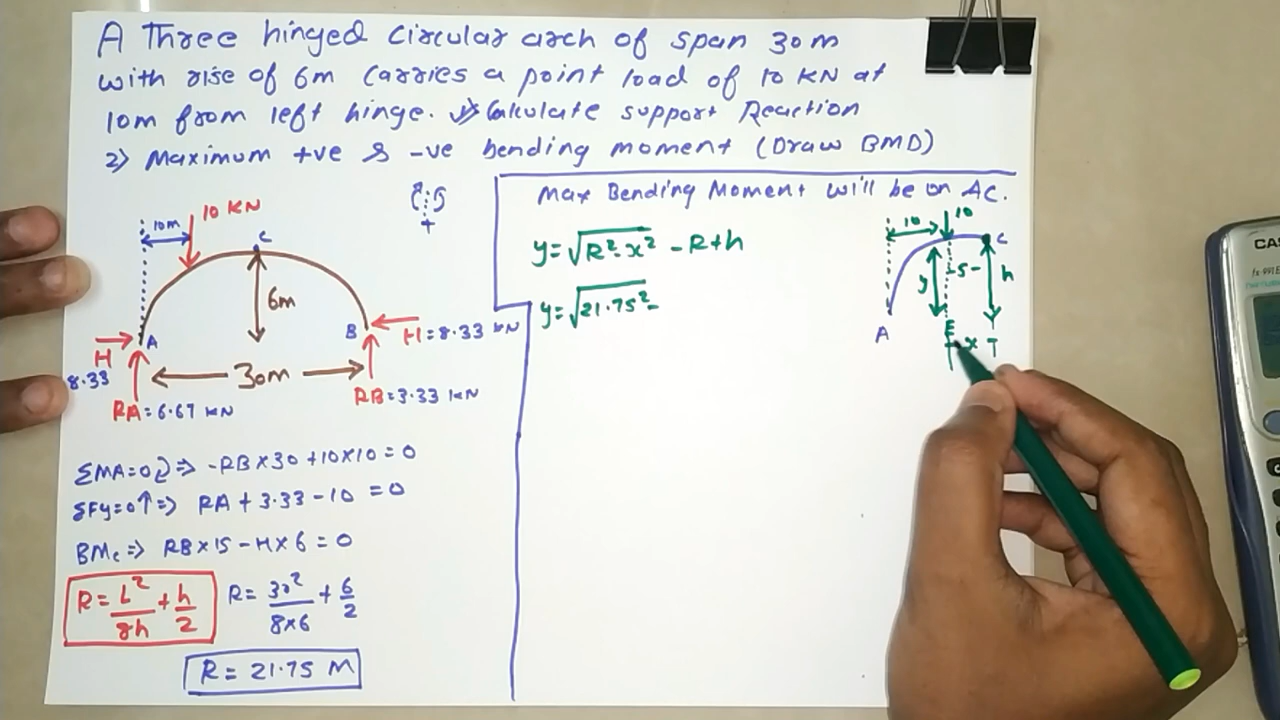 A Three hinged circular arch of span 30m
with rise of 6m carries a point load of 10 KN at
10m from left hinge. 1) Calculate support Reaction
2) Maximum +ve & -ve bending moment (Draw BMD)
10m
10 KN
C
6m
A
B
H
8.33
H=8.33 KN
30m
RA=6.67 KN
RB=3.33 KN
ΣMA=0 ⇒ -RB×30+10×10=0
ΣFy=0↑⇒ RA+3.33-10=0
BMc⇒ RB×15-H×6=0
R=L²/8h+h/2
R=30²/8×6+6/2
R=21.75 M
+
Max Bending Moment will be on AC.
y=√R²-x² -R+h
y=√21.75²-
10
10
C
y
5
h
A
E
x
CAS
fx-991E